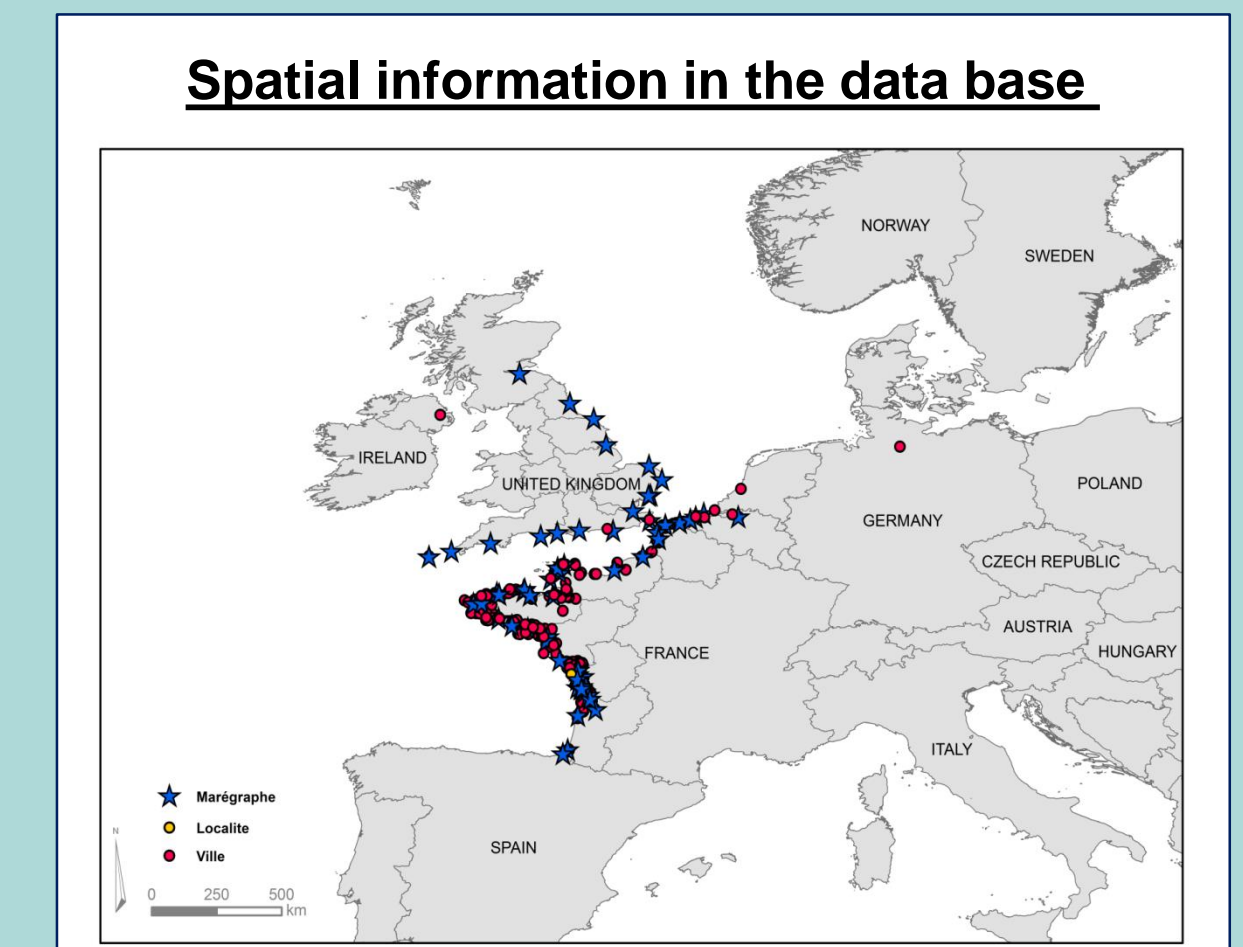 Spatial information in the data base
NORWAY
SWEDEN
IRELAND
UNITED KINGDOM
POLAND
GERMANY
CZECH REPUBLIC
AUSTRIA
HUNGARY
FRANCE
ITALY
SPAIN
Marégraphe
Localite
Ville
N
0 250 500
km